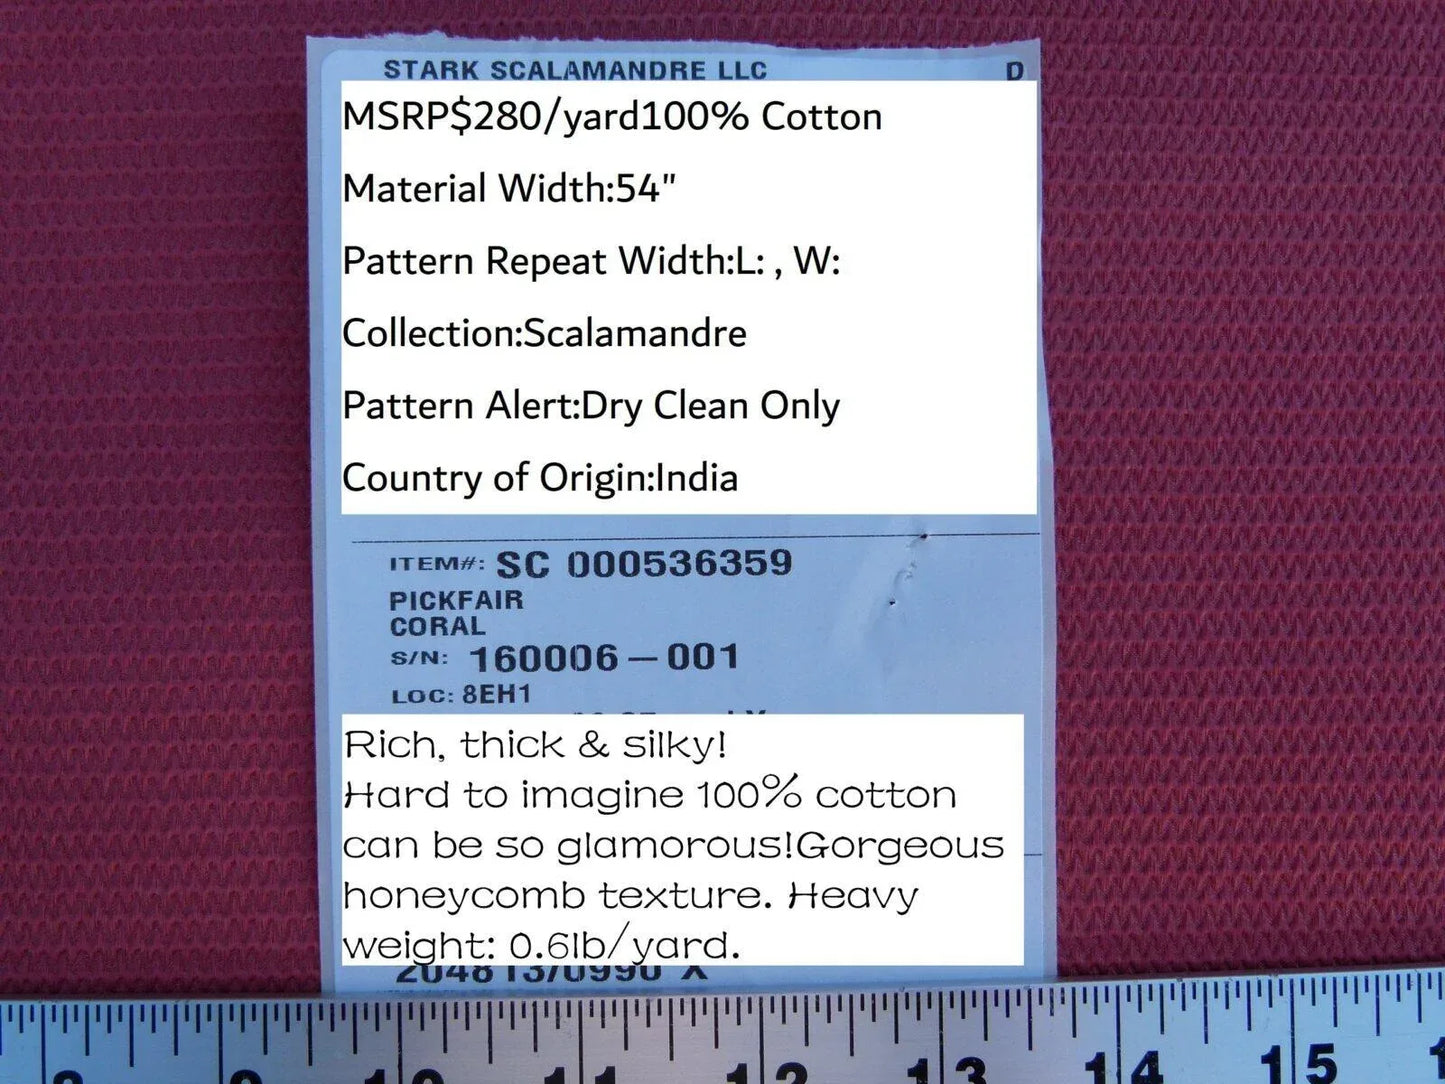 STARK SCALAMANDRE LLC D
MSRP$280/yard100% Cotton
Material Width:54"
Pattern Repeat Width:L: , W:
Collection:Scalamandre
Pattern Alert:Dry Clean Only
Country of Origin:India
ITEM#: SC 000536359
PICKFAIR
CORAL
S/N: 160006-001
LOC: 8EH1
Rich, thick & silky!
Hard to imagine 100% cotton
can be so glamorous!Gorgeous
honeycomb texture. Heavy
weight: 0.6lb/yard.
9 10 11 12 13 14 15